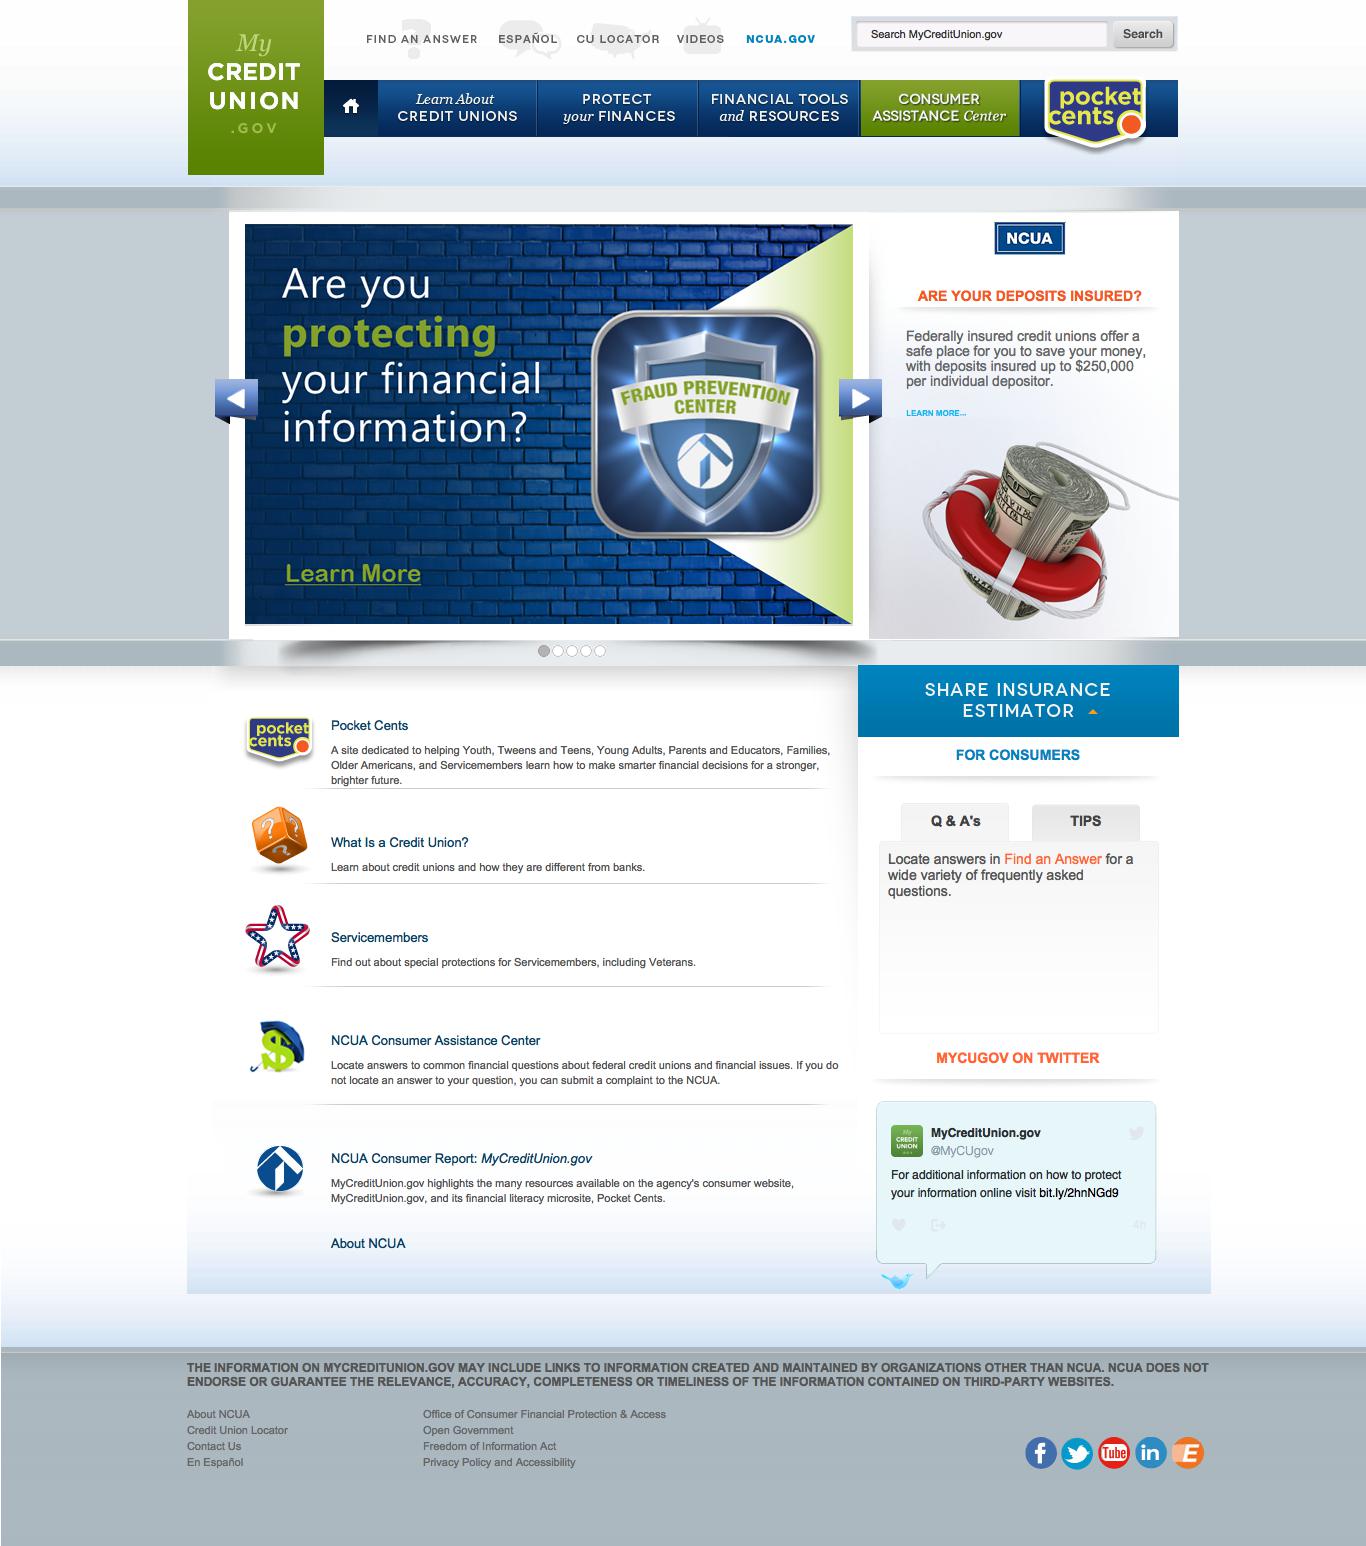 My
CREDIT
UNION
.GOV
FIND AN ANSWER
ESPAÑOL
CU LOCATOR
VIDEOS
NCUA.GOV
Search MyCreditUnion.gov
Search
Learn About
CREDIT UNIONS
PROTECT
your FINANCES
FINANCIAL TOOLS
and RESOURCES
CONSUMER
ASSISTANCE Center
pocket
cents
Are you
protecting
your financial
information?
Learn More
FRAUD PREVENTION
CENTER
NCUA
ARE YOUR DEPOSITS INSURED?
Federally insured credit unions offer a
safe place for you to save your money,
with deposits insured up to $250,000
per individual depositor.
LEARN MORE...
pocket
cents
Pocket Cents
A site dedicated to helping Youth, Tweens and Teens, Young Adults, Parents and Educators, Families,
Older Americans, and Servicemembers learn how to make smarter financial decisions for a stronger,
brighter future.
What Is a Credit Union?
Learn about credit unions and how they are different from banks.
Servicemembers
Find out about special protections for Servicemembers, including Veterans.
NCUA Consumer Assistance Center
Locate answers to common financial questions about federal credit unions and financial issues. If you do
not locate an answer to your question, you can submit a complaint to the NCUA.
NCUA Consumer Report: MyCreditUnion.gov
MyCreditUnion.gov highlights the many resources available on the agency's consumer website,
MyCreditUnion.gov, and its financial literacy microsite, Pocket Cents.
About NCUA
SHARE INSURANCE
ESTIMATOR
FOR CONSUMERS
Q & A's
TIPS
Locate answers in Find an Answer for a
wide variety of frequently asked
questions.
MYCUGOV ON TWITTER
My
CREDIT
UNION
MyCreditUnion.gov
@MyCUgov
For additional information on how to protect
your information online visit bit.ly/2hnNGd9
4h
THE INFORMATION ON MYCREDITUNION.GOV MAY INCLUDE LINKS TO INFORMATION CREATED AND MAINTAINED BY ORGANIZATIONS OTHER THAN NCUA. NCUA DOES NOT
ENDORSE OR GUARANTEE THE RELEVANCE, ACCURACY, COMPLETENESS OR TIMELINESS OF THE INFORMATION CONTAINED ON THIRD-PARTY WEBSITES.
About NCUA
Credit Union Locator
Contact Us
En Español
Office of Consumer Financial Protection & Access
Open Government
Freedom of Information Act
Privacy Policy and Accessibility
f
Tube
in
E